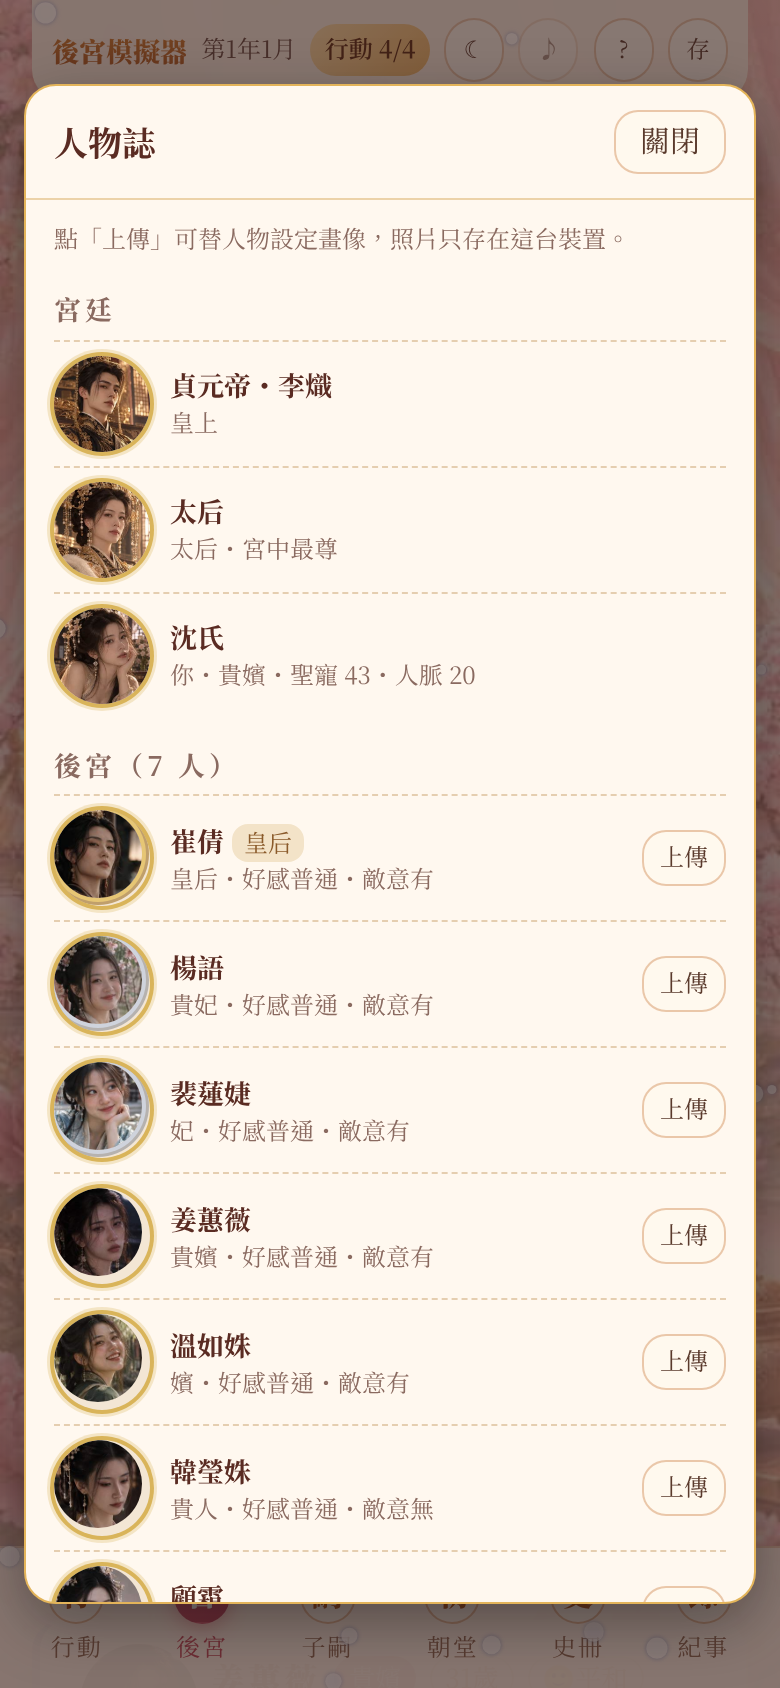 後宮模擬器 第1年1月 行動 4/4 ☾ ♪ ? 存
人物誌
關閉
點「上傳」可替人物設定畫像，照片只存在這台裝置。
宮廷
貞元帝・李熾
皇上
太后
太后・宮中最尊
沈氏
你・貴嬪・聖寵 43・人脈 20
後宮（7 人）
崔倩 皇后
皇后・好感普通・敵意有
上傳
楊語
貴妃・好感普通・敵意有
上傳
裴蓮婕
妃・好感普通・敵意有
上傳
姜蕙薇
貴嬪・好感普通・敵意有
上傳
溫如姝
嬪・好感普通・敵意有
上傳
韓瑩姝
貴人・好感普通・敵意無
上傳
行動 後宮 子嗣 朝堂 史冊 紀事